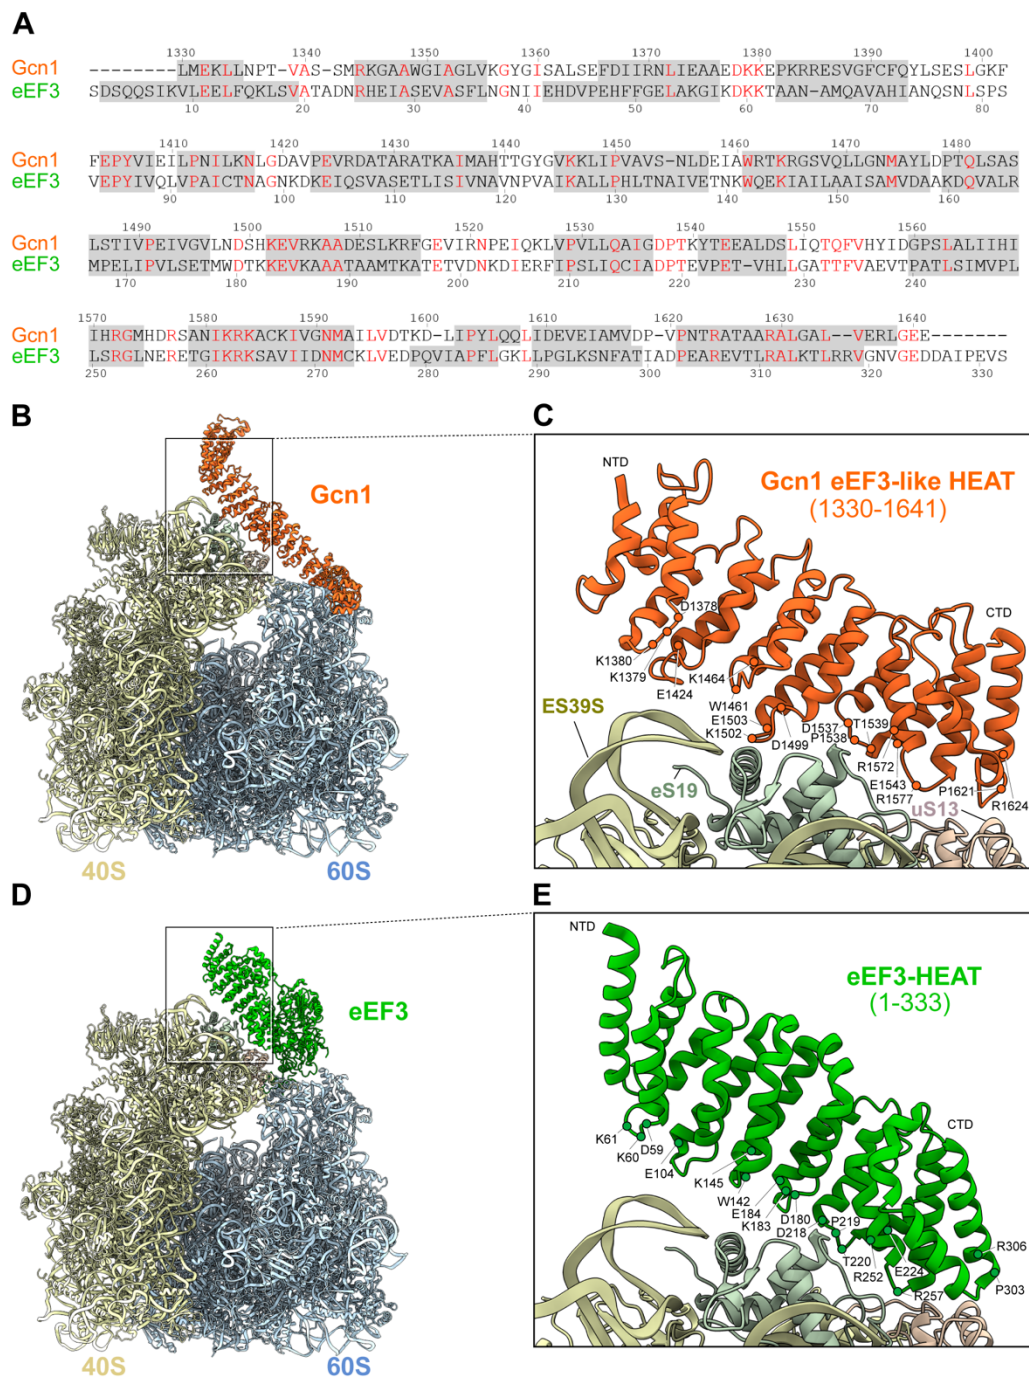 A
1330 1340 1350 1360 1370 1380 1390 1400
Gcn1 --------LMEKLLNPT-VAS-SMRKGAAWGIAGLVKGYGISALSEFDIIRNLIEAAEDKKEPKRRESVGFCFQYLSESLGKF
eEF3 SDSQQSIKVLEELFQKLSVATADNRHEIASEVASFLNGNIIEHDVPEHFFGELAKGIKDKKTAAN-AMQAVAHIANQSNLSPS
10 20 30 40 50 60 70 80
1410 1420 1430 1440 1450 1460 1470 1480
Gcn1 FEPYVIEILPNILKNLGDAVPEVRDATARATKAIMAHTTGYGVKKLIPVAVS-NLDEIAWRTKRGSVQLLGNMAYLDPTQLSAS
eEF3 VEPYIVQLVPAICTNAGNKDKEIQSVASETLISIVNAVNPVAIKALLPHLTNAIVETNKWQEKIAILAAISAMVDAAKDQVALR
90 100 110 120 130 140 150 160
1490 1500 1510 1520 1530 1540 1550 1560
Gcn1 LSTIVPEIVGVLNDSHKEVRKAADESLKRFGEVIRNPEIQKLVPVLLQAIGDPTKYTEEALDSLIQTQFVHYIDGPSLALIIHI
eEF3 MPELIPVLSETMWDTKKEVKAAATAAMTKATETVDNKDIERFIPSLIQCIADPTEVPET-VHLLGATTFVAEVTPATLSIMVPL
170 180 190 200 210 220 230 240
1570 1580 1590 1600 1610 1620 1630 1640
Gcn1 IHRGMHDRSANIKRKACKIVGNMAILVDTKD-LIPYLQQLIDEVEIAMVDP-VPNTRATAARALGAL--VERLGEE-------
eEF3 LSRGLNERETGIKRKSAVIIDNMCKLVEDPQVIAPFLGKLLPGLKSNFATIADPEAREVTLRALKTLRRVGNVGEDDAIPEVS
250 260 270 280 290 300 310 320 330
B
Gcn1
40S
60S
C
NTD
Gcn1 eEF3-like HEAT
(1330-1641)
CTD
D1378
K1380
K1379
E1424
K1464
W1461
E1503
K1502
D1499
D1537
P1538
T1539
R1572
E1543
R1577
P1621
R1624
ES39S
eS19
uS13
D
eEF3
40S
60S
E
NTD
eEF3-HEAT
(1-333)
CTD
K61
K60
D59
E104
K145
W142
E184
K183
D180
D218
P219
T220
R252
E224
R257
R306
P303